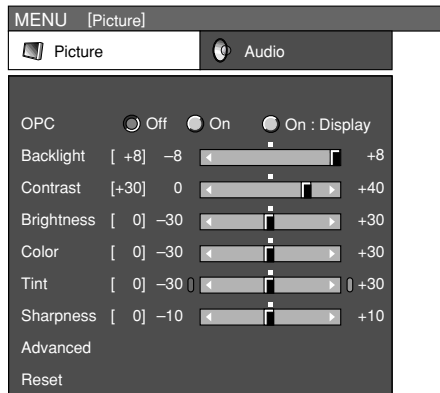 MENU [Picture]
Picture Audio
OPC Off On On : Display
Backlight [ +8] –8 +8
Contrast [+30] 0 +40
Brightness [ 0] –30 +30
Color [ 0] –30 +30
Tint [ 0] –30 +30
Sharpness [ 0] –10 +10
Advanced
Reset